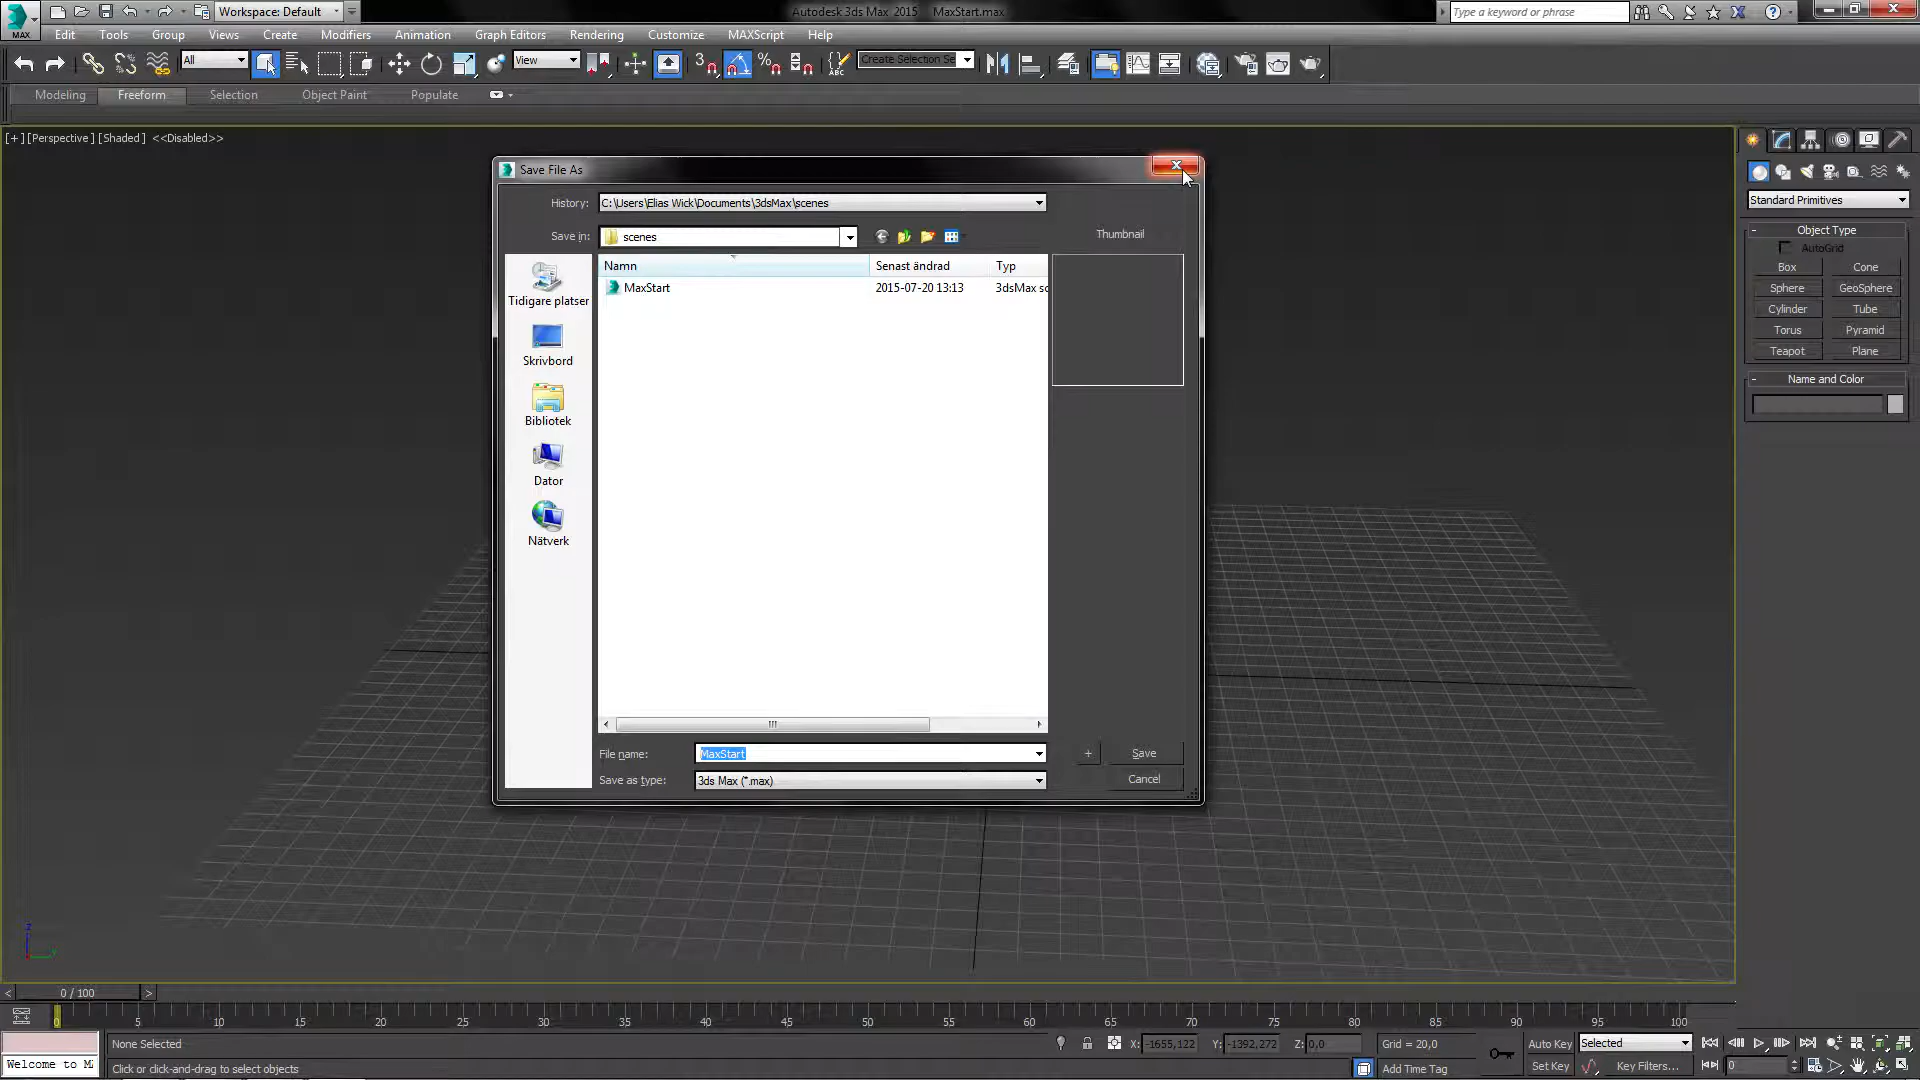 Workspace: Default
Autodesk 3ds Max 2015 MaxStart.max
Type a keyword or phrase
MAX
Edit Tools Group Views Create Modifiers Animation Graph Editors Rendering Customize MAXScript Help
All
View
3
%
ABC
Create Selection Se
Modeling Freeform Selection Object Paint Populate
[+] [Perspective] [Shaded] <<Disabled>>
Save File As
History: C:\Users\Elias Wick\Documents\3dsMax\scenes
Save in: scenes
Thumbnail
Namn Senast ändrad Typ
MaxStart 2015-07-20 13:13 3dsMax sc
Tidigare platser
Skrivbord
Bibliotek
Dator
Nätverk
File name: MaxStart
+ Save
Save as type: 3ds Max (*.max)
Cancel
Standard Primitives
- Object Type
AutoGrid
Box Cone
Sphere GeoSphere
Cylinder Tube
Torus Pyramid
Teapot Plane
- Name and Color
z
y
< 0 / 100 >
5 10 15 20 25 30 35 40 45 50 55 60 65 70 75 80 85 90 95 100
None Selected
X: -1655,122 Y: -1392,272 Z: 0,0 Grid = 20,0
Auto Key Selected
Welcome to Mi
Click or click-and-drag to select objects
Add Time Tag
Set Key Key Filters... 0